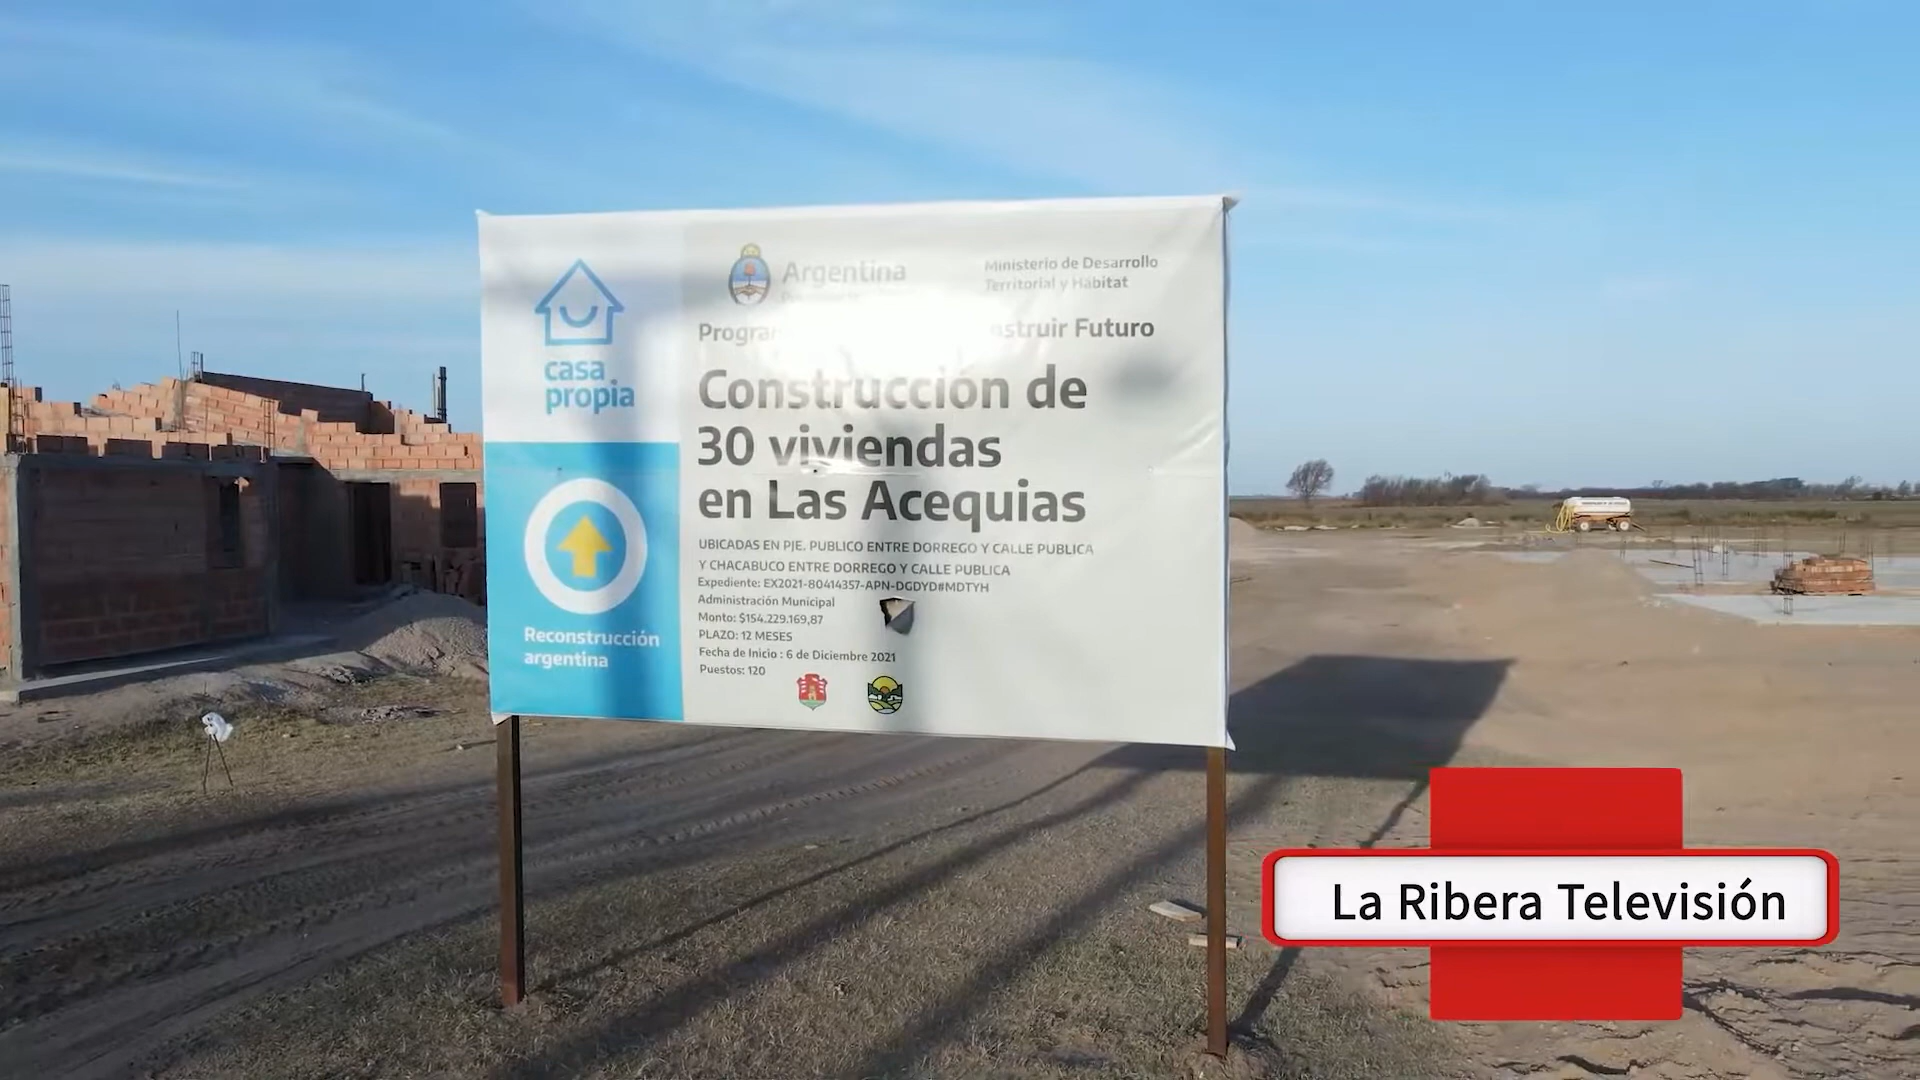 casa
propia
Reconstrucción
argentina
Argentina
Ministerio de Desarrollo
Territorial y Hábitat
Construir Futuro
Construcción de
30 viviendas
en Las Acequias
UBICADAS EN PJE. PUBLICO ENTRE DORREGO Y CALLE PUBLICA
Y CHACABUCO ENTRE DORREGO Y CALLE PUBLICA
Expediente: EX2021-80414357-APN-DGDYD#MDTYH
Administración Municipal
Monto: $154.229.169,87
PLAZO: 12 MESES
Fecha de Inicio : 6 de Diciembre 2021
Puestos: 120
La Ribera Televisión